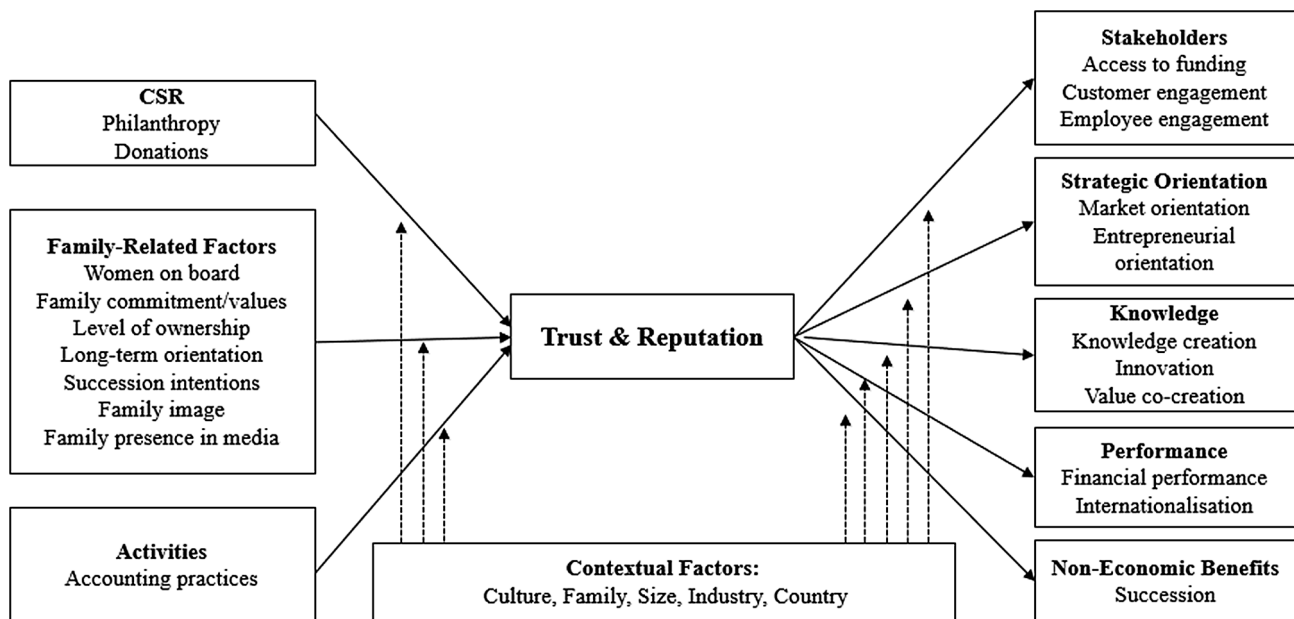 CSR
Philanthropy
Donations
Family-Related Factors
Women on board
Family commitment/values
Level of ownership
Long-term orientation
Succession intentions
Family image
Family presence in media
Activities
Accounting practices
Trust & Reputation
Contextual Factors:
Culture, Family, Size, Industry, Country
Stakeholders
Access to funding
Customer engagement
Employee engagement
Strategic Orientation
Market orientation
Entrepreneurial
orientation
Knowledge
Knowledge creation
Innovation
Value co-creation
Performance
Financial performance
Internationalisation
Non-Economic Benefits
Succession